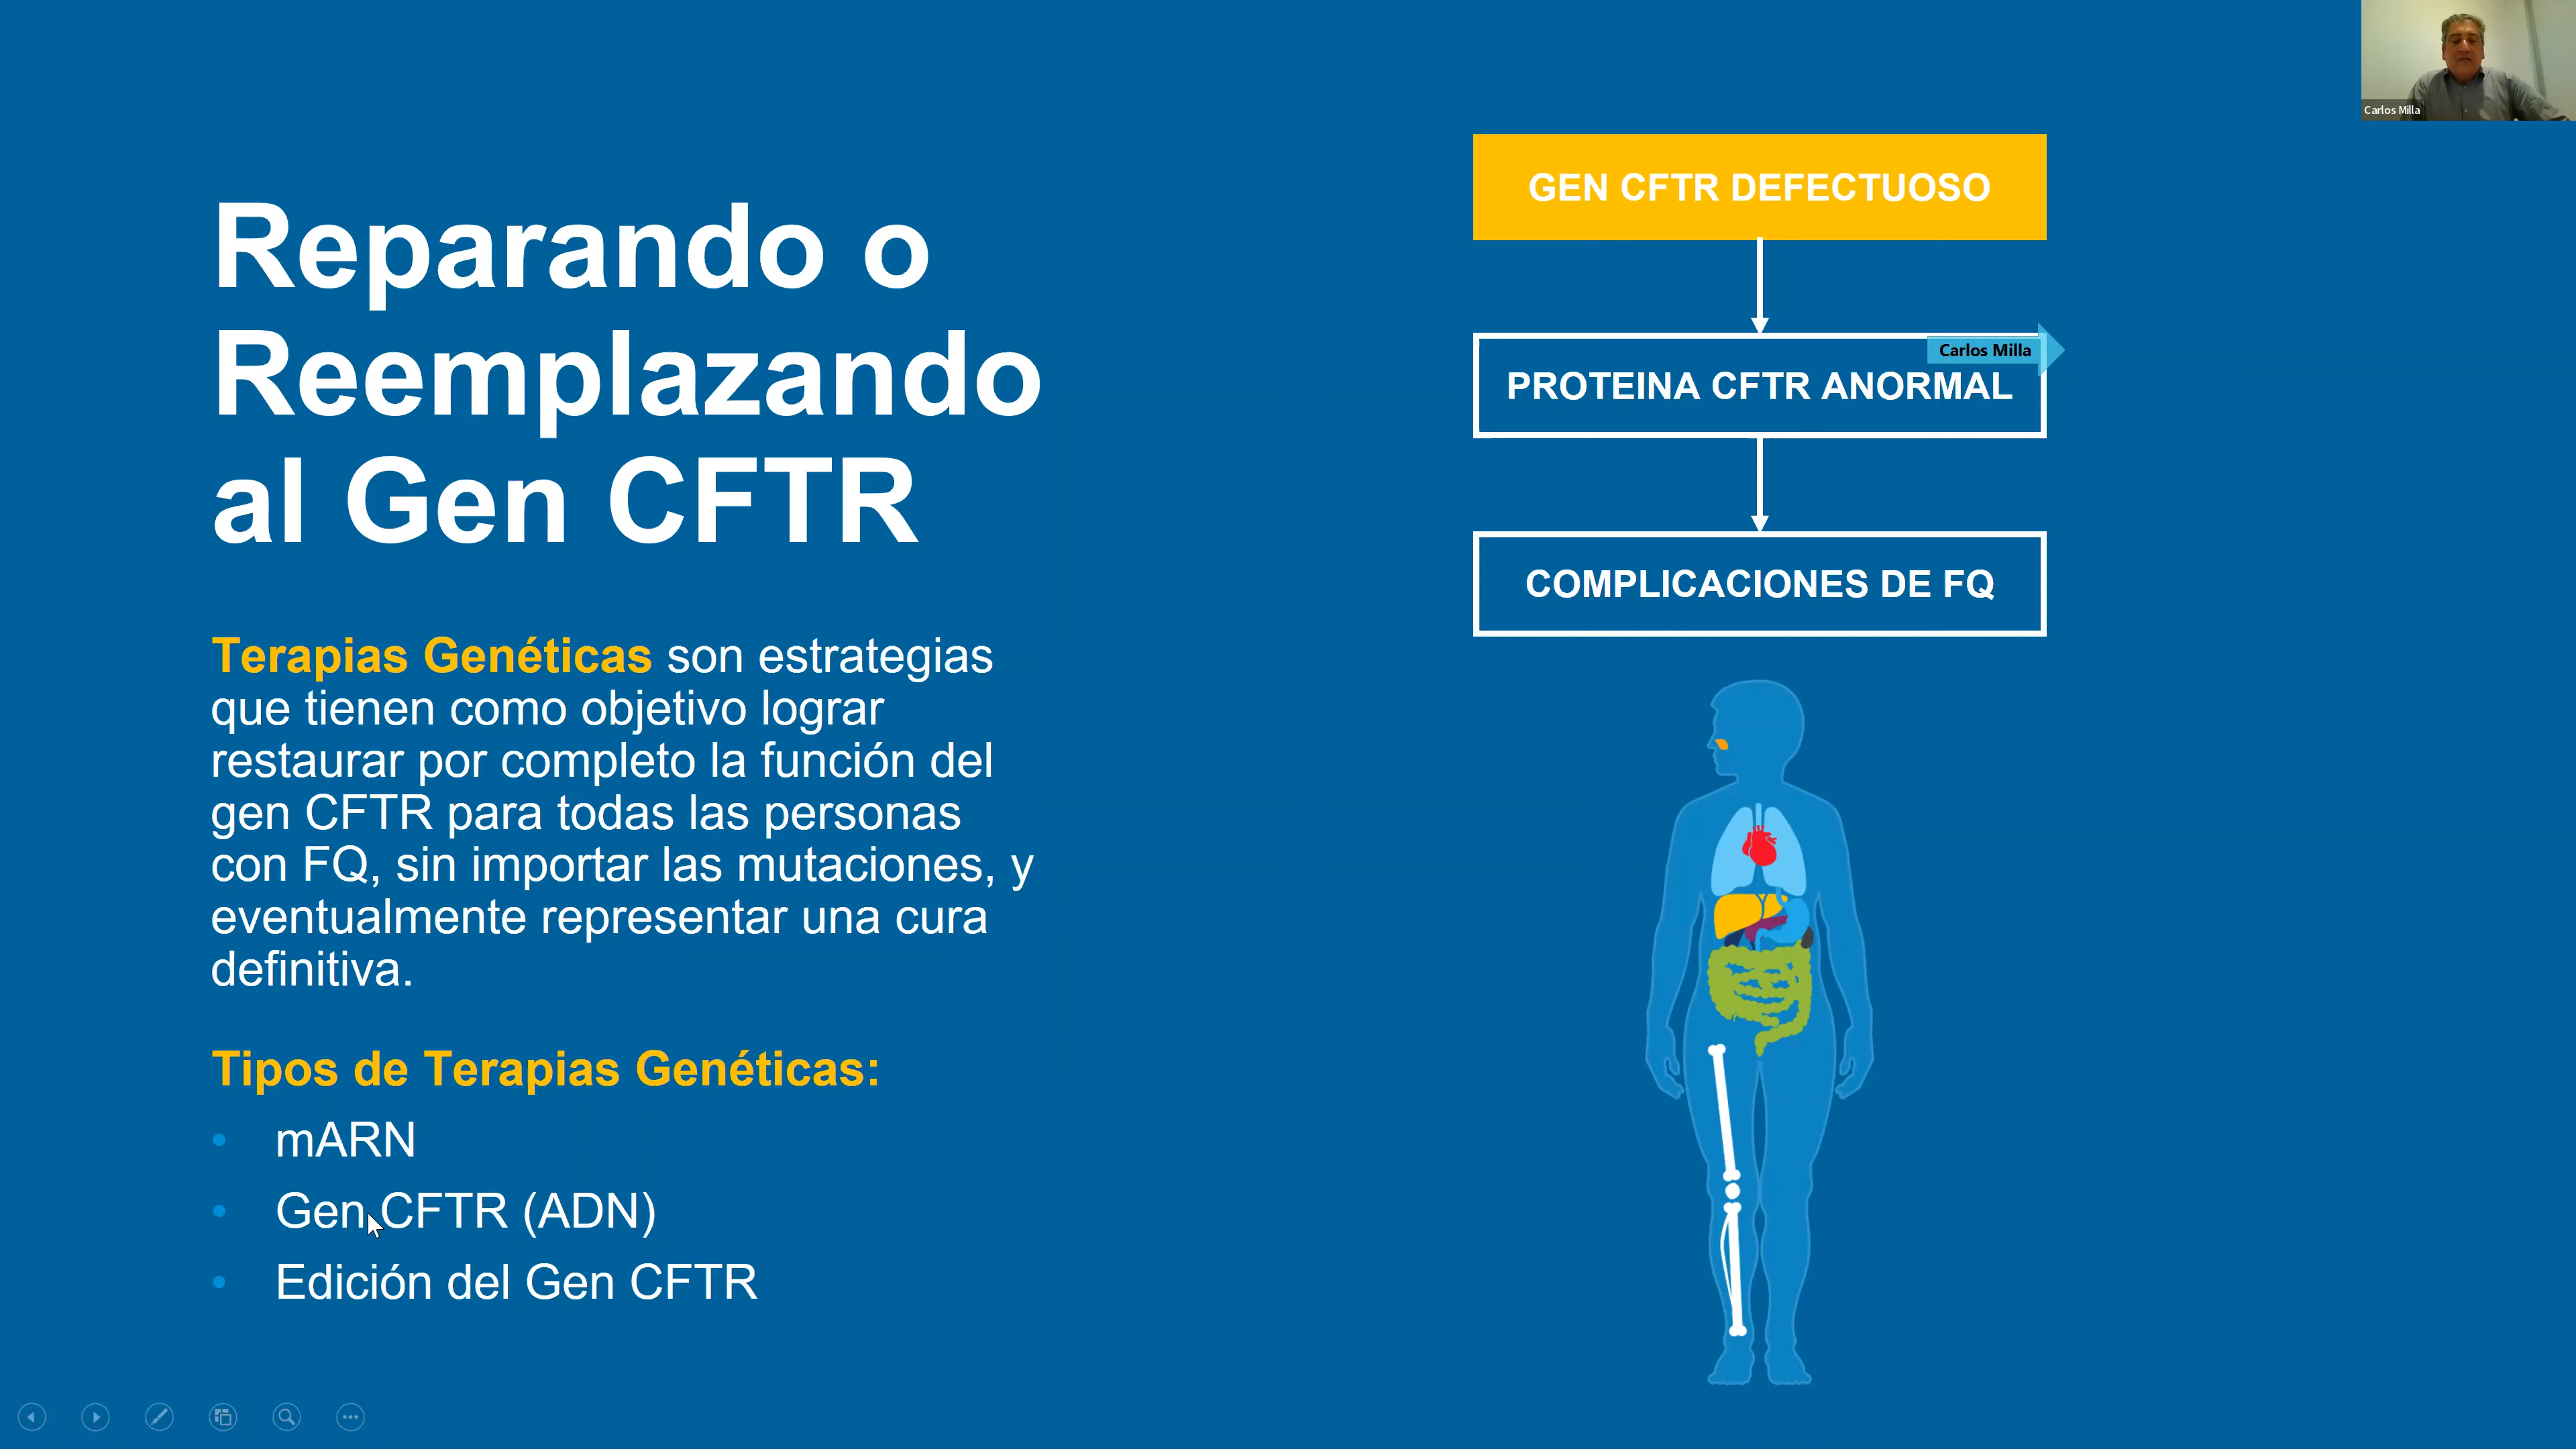 Reparando o
Reemplazando
al Gen CFTR
Terapias Genéticas son estrategias
que tienen como objetivo lograr
restaurar por completo la función del
gen CFTR para todas las personas
con FQ, sin importar las mutaciones, y
eventualmente representar una cura
definitiva.
Tipos de Terapias Genéticas:
• mARN
• Gen CFTR (ADN)
• Edición del Gen CFTR
GEN CFTR DEFECTUOSO
Carlos Milla
PROTEINA CFTR ANORMAL
COMPLICACIONES DE FQ
Carlos Milla